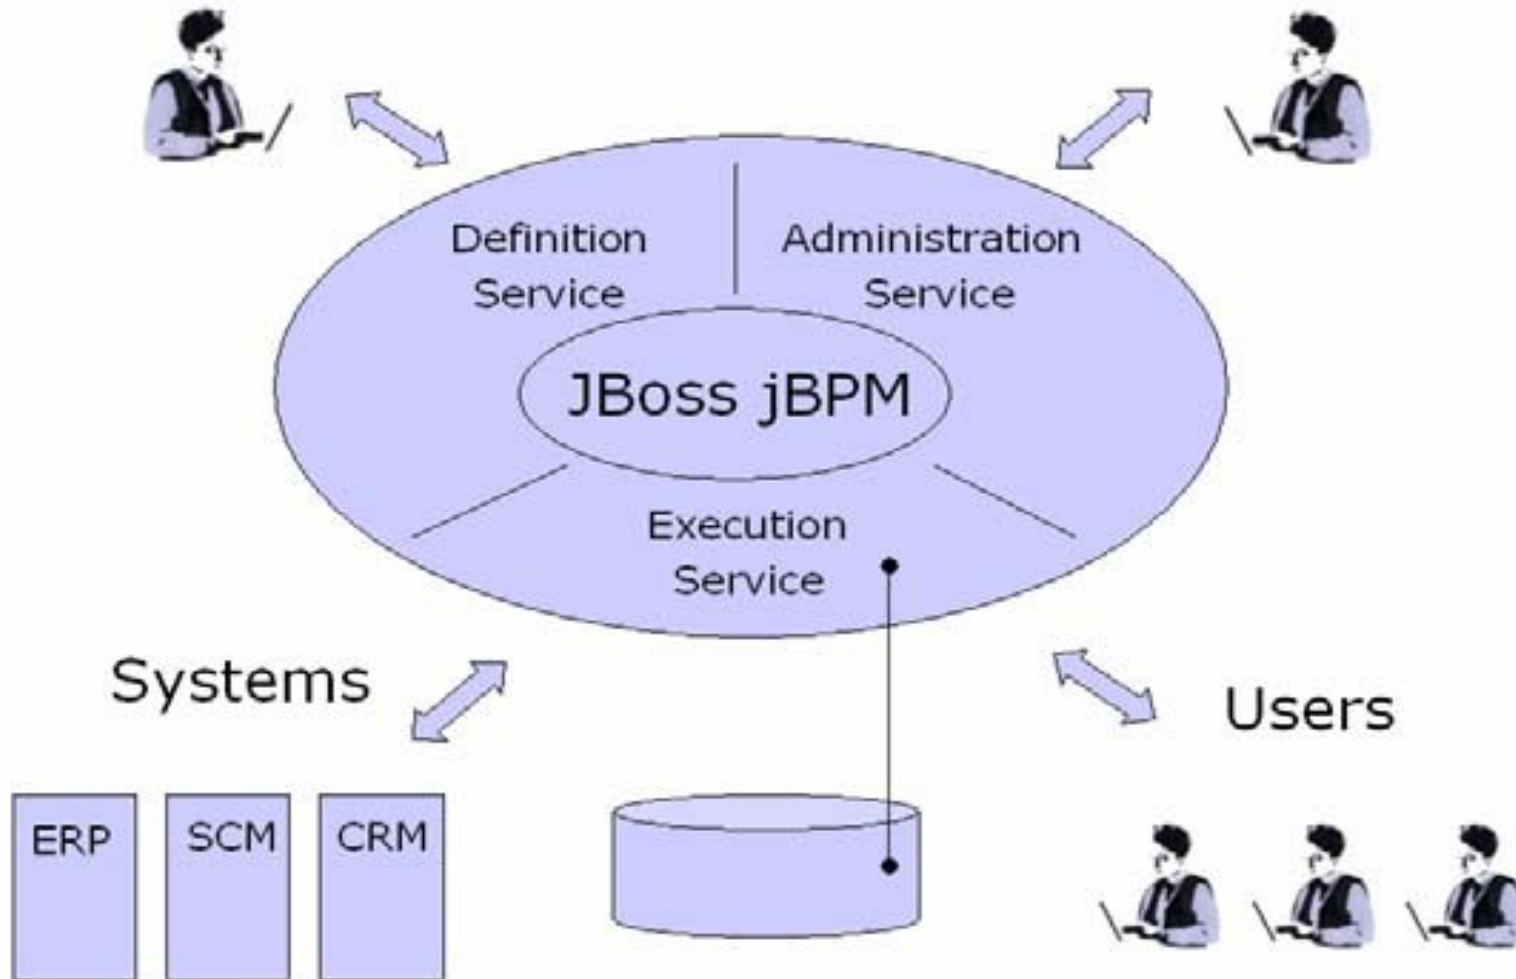 Definition
Service
Administration
Service
JBoss jBPM
Execution
Service
Systems
Users
ERP
SCM
CRM